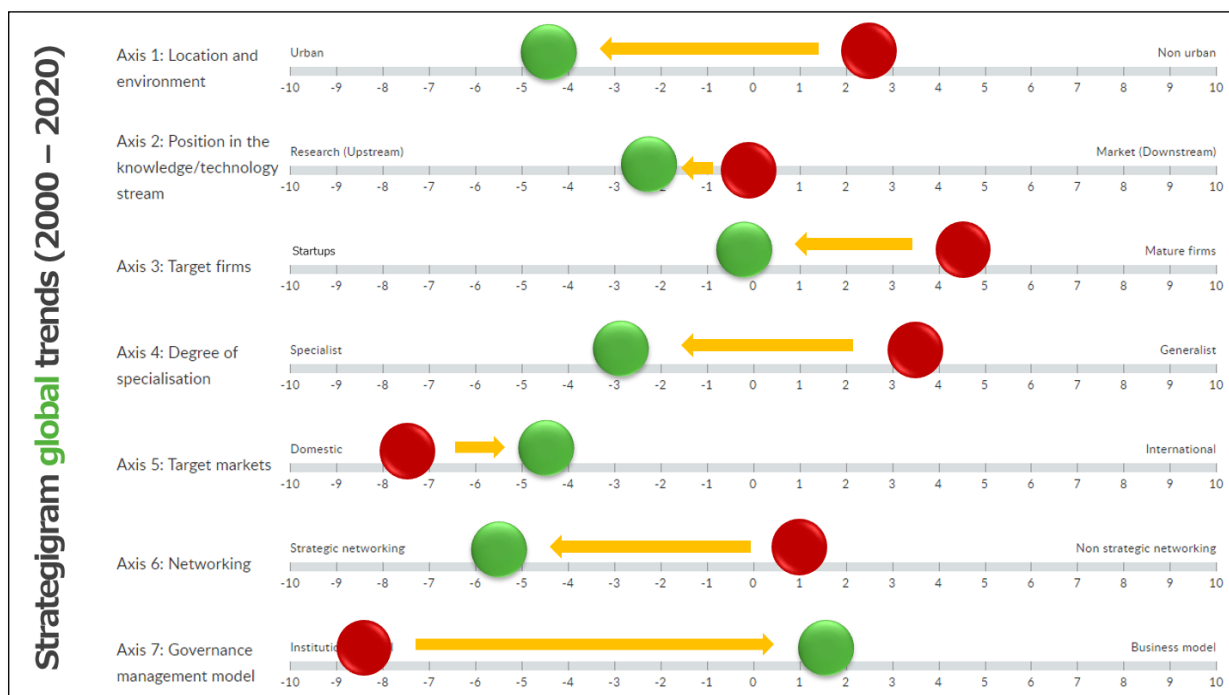 Strategigram global trends (2000 – 2020)
Axis 1: Location and
environment
Urban
Non urban
-10 -9 -8 -7 -6 -5 -4 -3 -2 -1 0 1 2 3 4 5 6 7 8 9 10
Axis 2: Position in the
knowledge/technology
stream
Research (Upstream)
Market (Downstream)
-10 -9 -8 -7 -6 -5 -4 -3 -2 -1 0 1 2 3 4 5 6 7 8 9 10
Axis 3: Target firms
Startups
Mature firms
-10 -9 -8 -7 -6 -5 -4 -3 -2 -1 0 1 2 3 4 5 6 7 8 9 10
Axis 4: Degree of
specialisation
Specialist
Generalist
-10 -9 -8 -7 -6 -5 -4 -3 -2 -1 0 1 2 3 4 5 6 7 8 9 10
Axis 5: Target markets
Domestic
International
-10 -9 -8 -7 -6 -5 -4 -3 -2 -1 0 1 2 3 4 5 6 7 8 9 10
Axis 6: Networking
Strategic networking
Non strategic networking
-10 -9 -8 -7 -6 -5 -4 -3 -2 -1 0 1 2 3 4 5 6 7 8 9 10
Axis 7: Governance
management model
Business model
-10 -9 -8 -7 -6 -5 -4 -3 -2 -1 0 1 2 3 4 5 6 7 8 9 10